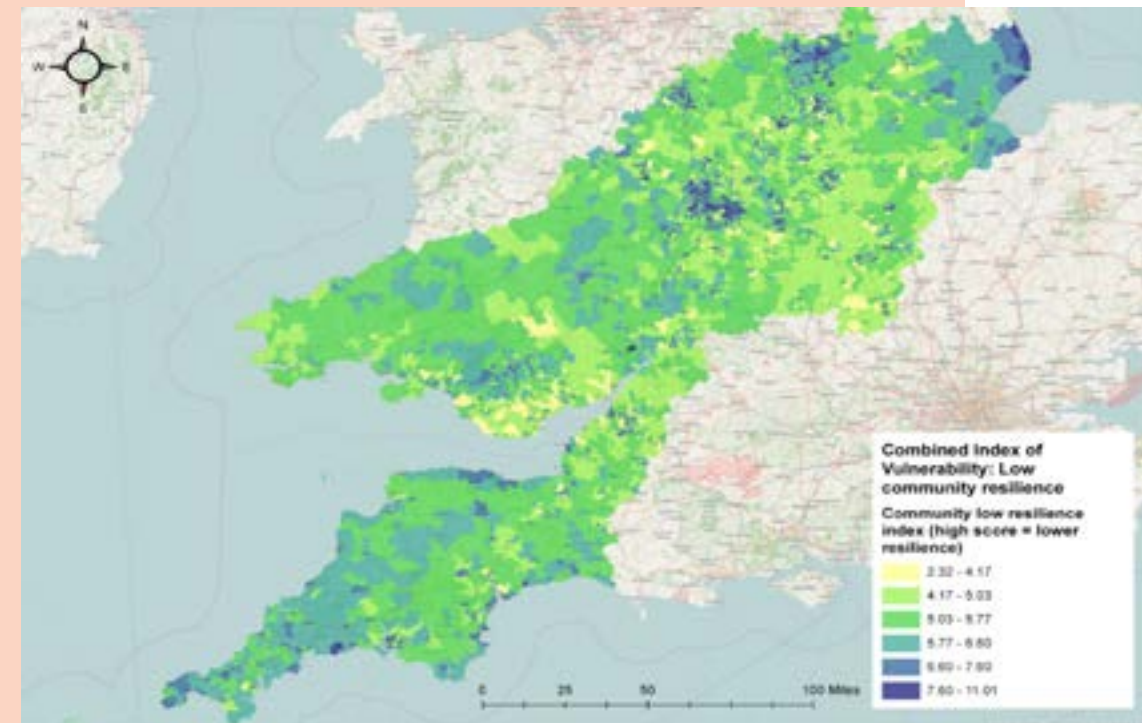 N
W E
S
Combined Index of
Vulnerability: Low
community resilience
Community low resilience
index (high score = lower
resilience)
2.32 - 4.17
4.17 - 5.03
5.03 - 5.77
5.77 - 6.60
6.60 - 7.60
7.60 - 11.01
0 25 50 100 Miles